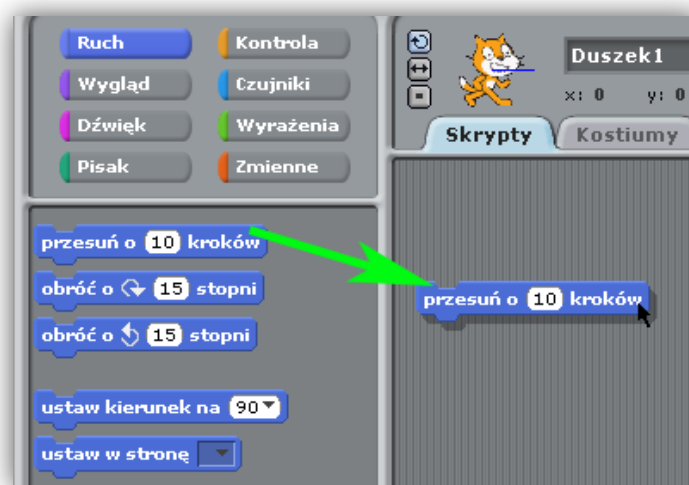 Ruch
Kontrola
Wygląd
Czujniki
Dźwięk
Wyrażenia
Pisak
Zmienne
Duszek1
x: 0 y: 0
Skrypty
Kostiumy
przesuń o 10 kroków
obróć o 15 stopni
obróć o 15 stopni
ustaw kierunek na 90
ustaw w stronę
przesuń o 10 kroków